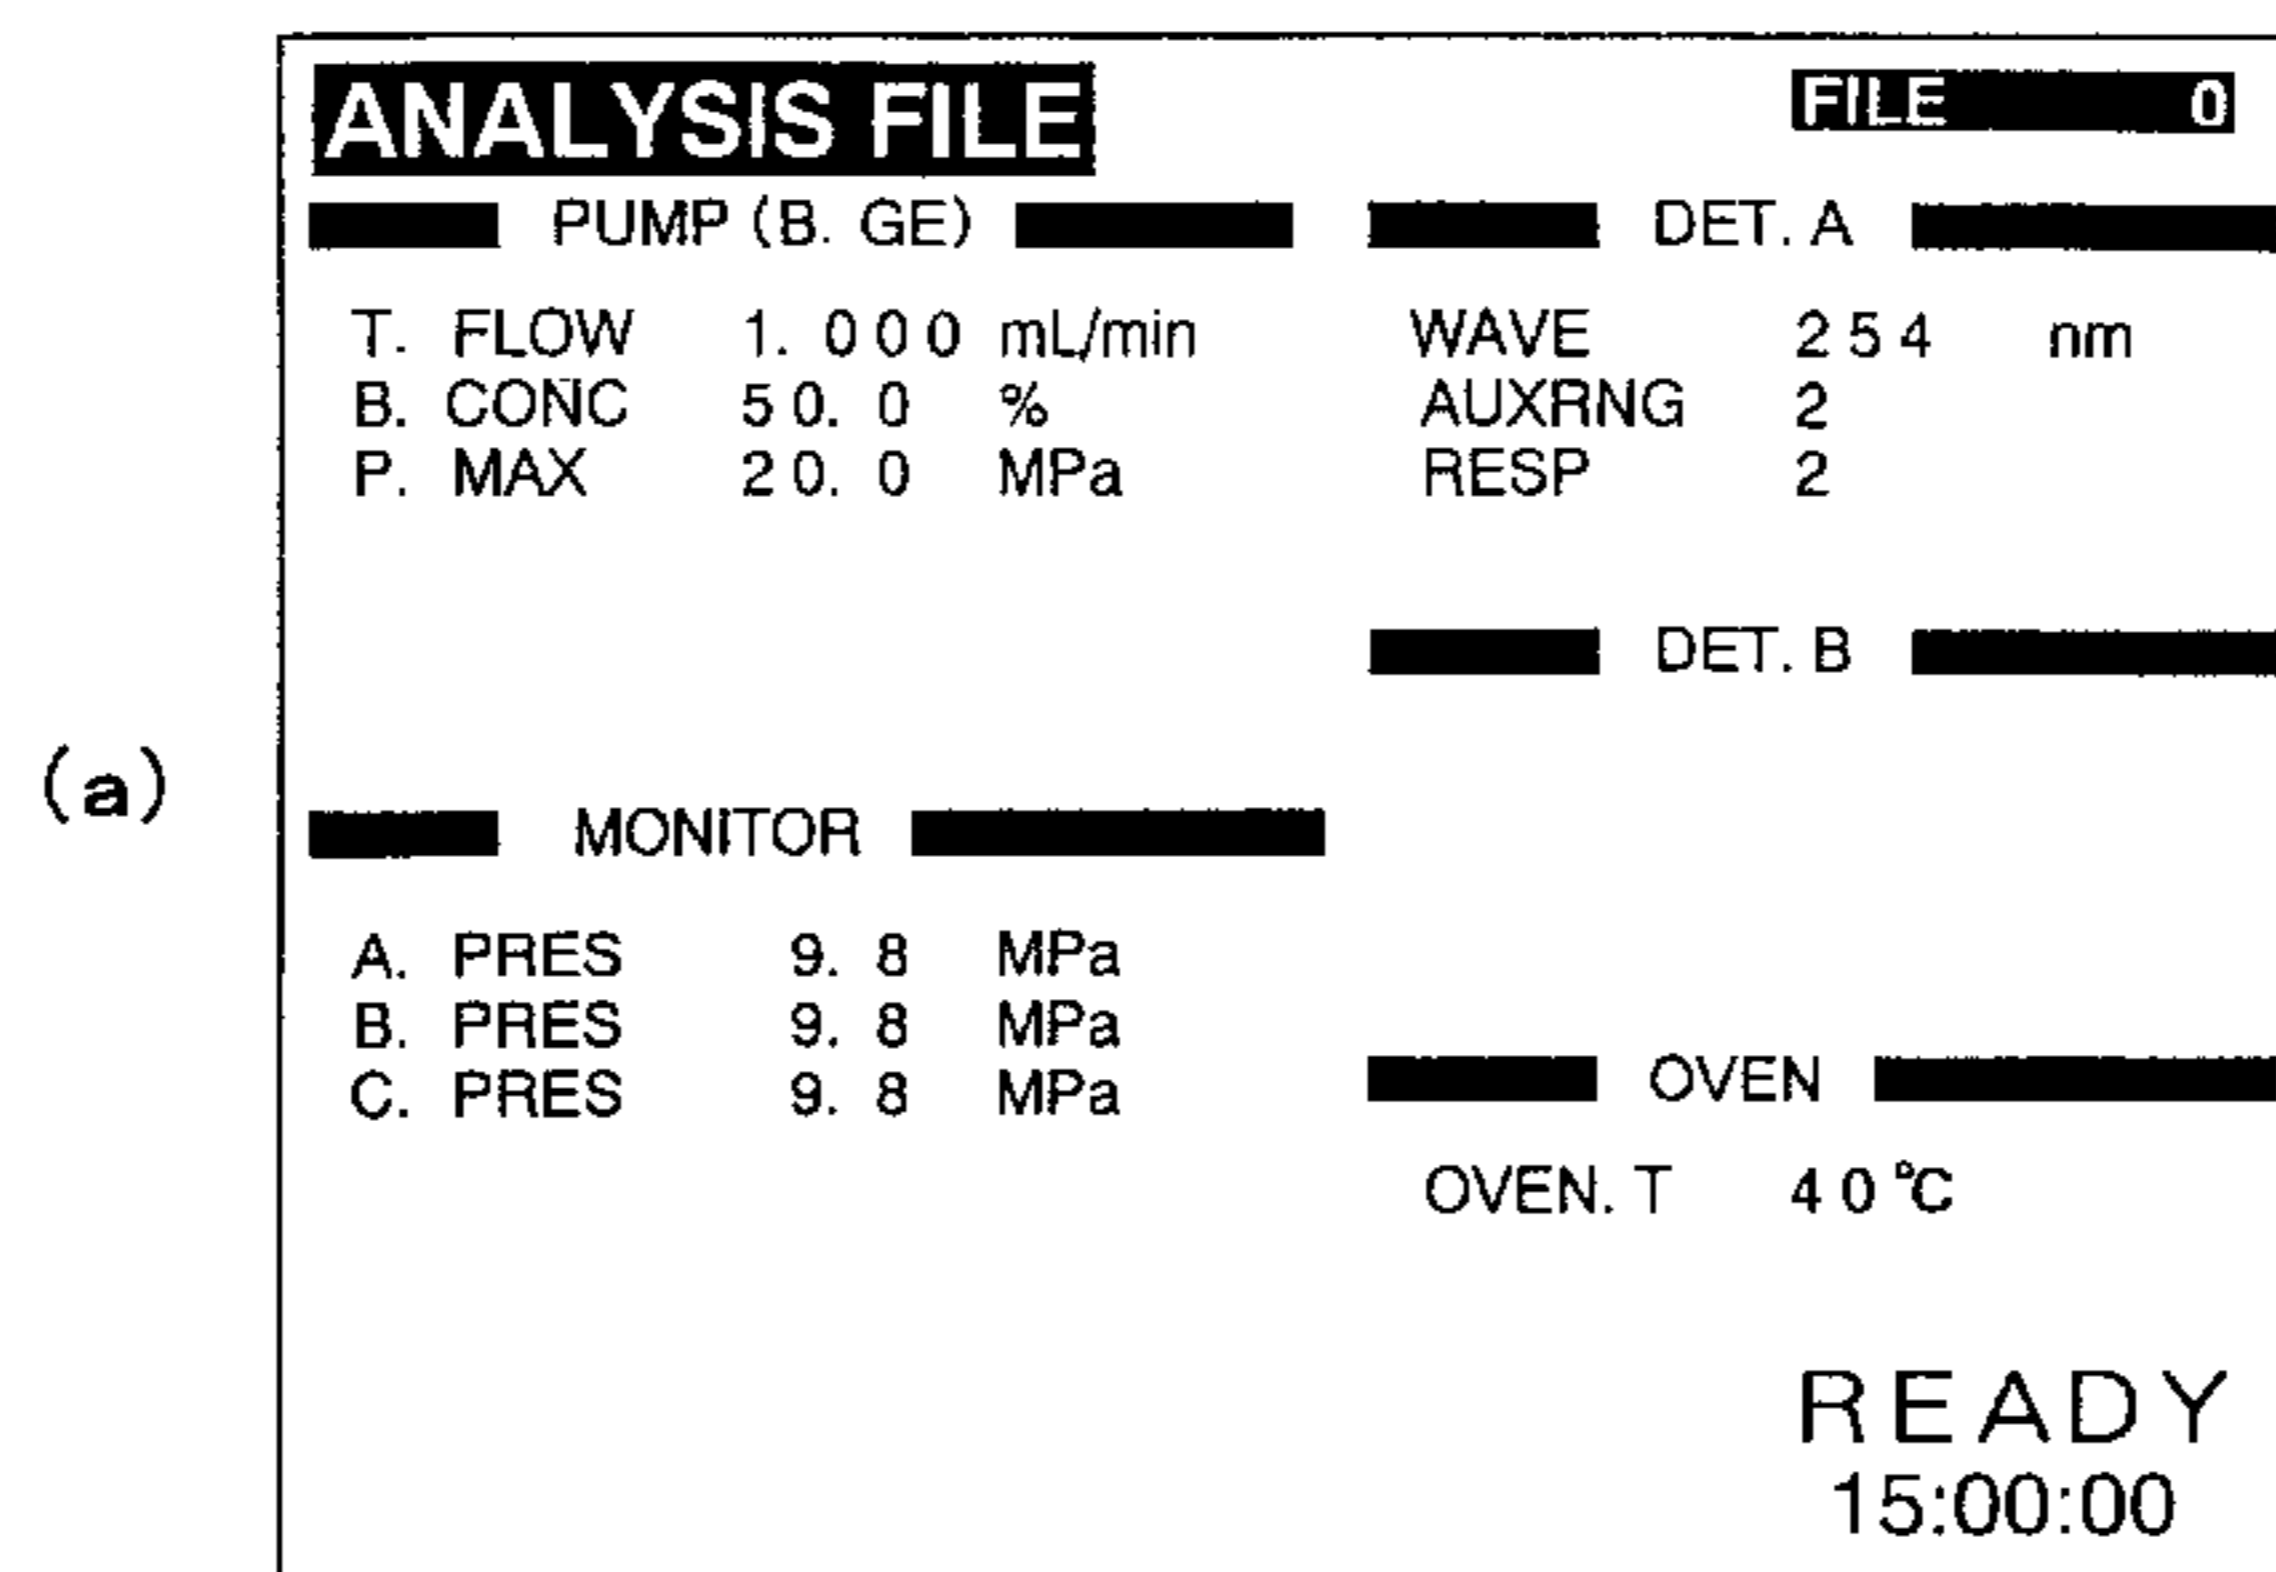 ANALYSIS FILE
FILE 0
PUMP (B. GE)
T. FLOW 1. 000 mL/min
B. CONC 50. 0 %
P. MAX 20. 0 MPa
DET. A
WAVE 254 nm
AUXRNG 2
RESP 2
DET. B
(a)
MONITOR
A. PRES 9. 8 MPa
B. PRES 9. 8 MPa
C. PRES 9. 8 MPa
OVEN
OVEN. T 40℃
READY
15:00:00